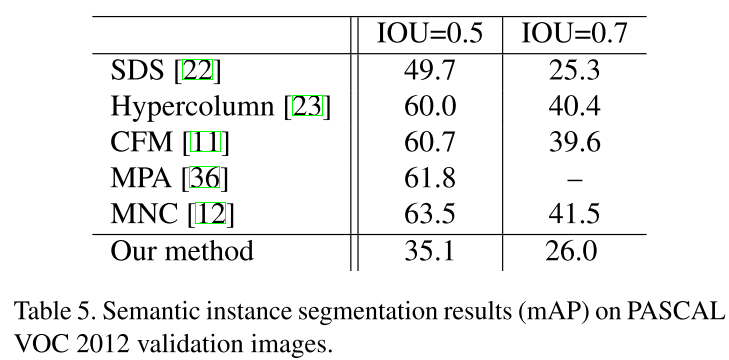 IOU=0.5 IOU=0.7
SDS [22] 49.7 25.3
Hypercolumn [23] 60.0 40.4
CFM [11] 60.7 39.6
MPA [36] 61.8 –
MNC [12] 63.5 41.5
Our method 35.1 26.0
Table 5. Semantic instance segmentation results (mAP) on PASCAL
VOC 2012 validation images.